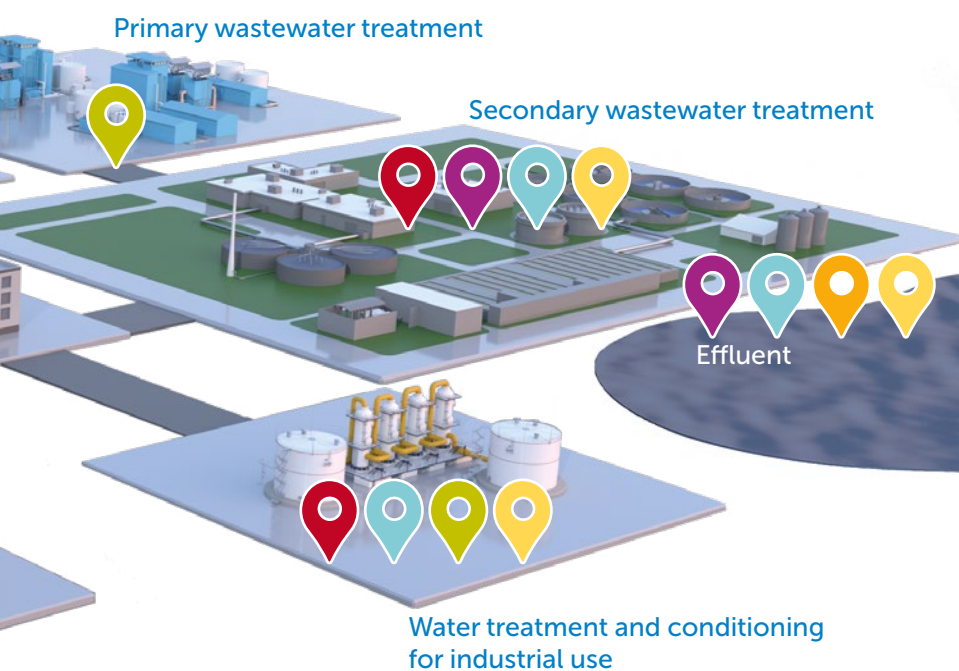 Primary wastewater treatment
Secondary wastewater treatment
Effluent
Water treatment and conditioning
for industrial use